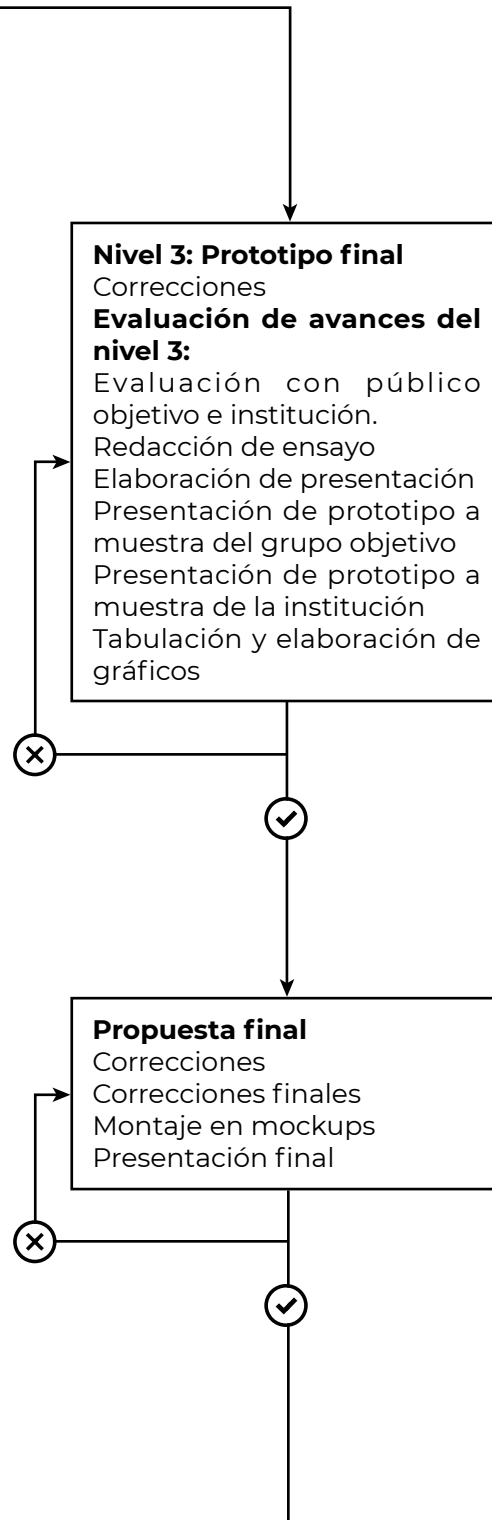 Nivel 3: Prototipo final
Correcciones
Evaluación de avances del
nivel 3:
Evaluación con público
objetivo e institución.
Redacción de ensayo
Elaboración de presentación
Presentación de prototipo a
muestra del grupo objetivo
Presentación de prototipo a
muestra de la institución
Tabulación y elaboración de
gráficos
Propuesta final
Correcciones
Correcciones finales
Montaje en mockups
Presentación final